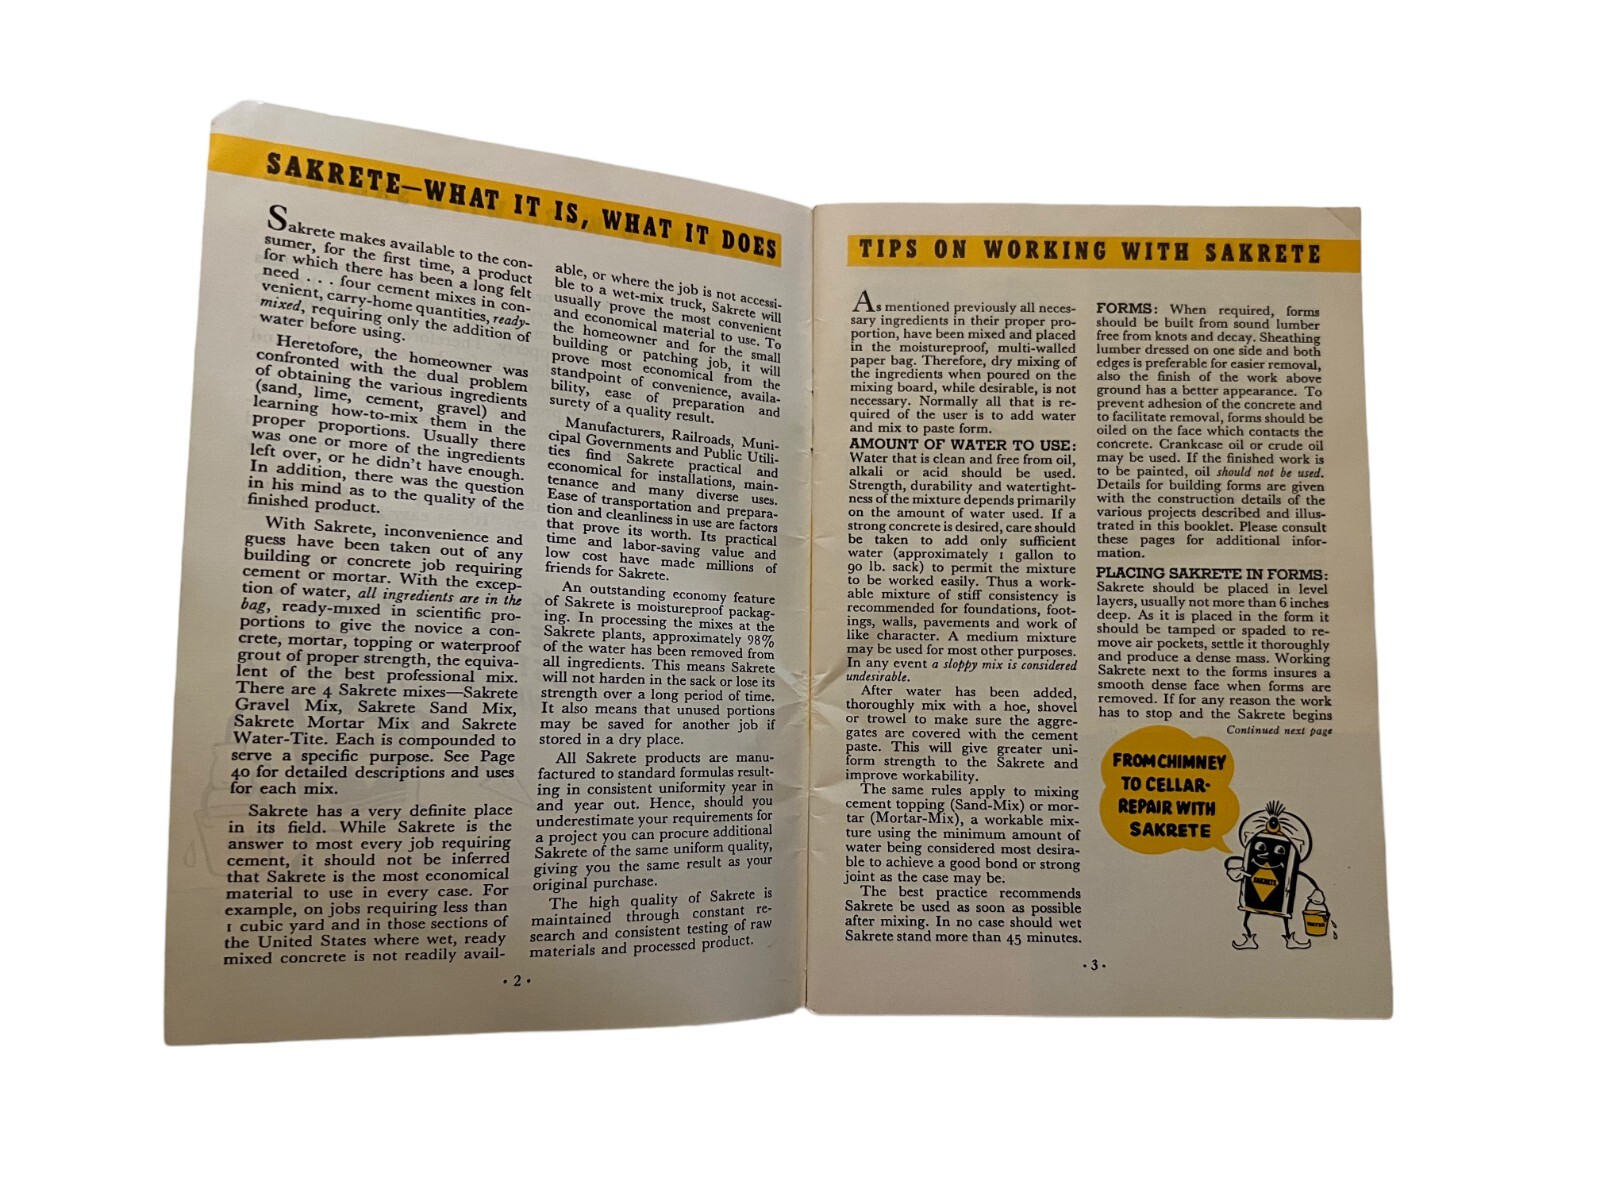 SAKRETE—WHAT IT IS, WHAT IT DOES
Sakrete makes available to the con-
sumer, for the first time, a product
for which there has been a long felt
need . . . four cement mixes in con-
venient, carry-home quantities, ready-
mixed, requiring only the addition of
water before using.
Heretofore, the homeowner was
confronted with the dual problem
of obtaining the various ingredients
(sand, lime, cement, gravel) and
learning how-to-mix them in the
proper proportions. Usually there
was one or more of the ingredients
left over, or he didn't have enough.
In addition, there was the question
in his mind as to the quality of the
finished product.
With Sakrete, inconvenience and
guess have been taken out of any
building or concrete job requiring
cement or mortar. With the excep-
tion of water, all ingredients are in the
bag, ready-mixed in scientific pro-
portions to give the novice a con-
crete, mortar, topping or waterproof
grout of proper strength, the equiva-
lent of the best professional mix.
There are 4 Sakrete mixes—Sakrete
Gravel Mix, Sakrete Sand Mix,
Sakrete Mortar Mix and Sakrete
Water-Tite. Each is compounded to
serve a specific purpose. See Page
40 for detailed descriptions and uses
for each mix.
Sakrete has a very definite place
in its field. While Sakrete is the
answer to most every job requiring
cement, it should not be inferred
that Sakrete is the most economical
material to use in every case. For
example, on jobs requiring less than
1 cubic yard and in those sections of
the United States where wet, ready
mixed concrete is not readily avail-
able, or where the job is not accessi-
ble to a wet-mix truck, Sakrete will
usually prove the most convenient
and economical material to use. To
the homeowner and for the small
building or patching job, it will
prove most economical from the
standpoint of convenience, availa-
bility, ease of preparation and
surety of a quality result.
Manufacturers, Railroads, Muni-
cipal Governments and Public Utili-
ties find Sakrete practical and
economical for installations, main-
tenance and many diverse uses.
Ease of transportation and prepara-
tion and cleanliness in use are factors
that prove its worth. Its practical
time and labor-saving value and
low cost have made millions of
friends for Sakrete.
An outstanding economy feature
of Sakrete is moistureproof packag-
ing. In processing the mixes at the
Sakrete plants, approximately 98%
of the water has been removed from
all ingredients. This means Sakrete
will not harden in the sack or lose its
strength over a long period of time.
It also means that unused portions
may be saved for another job if
stored in a dry place.
All Sakrete products are manu-
factured to standard formulas result-
ing in consistent uniformity year in
and year out. Hence, should you
underestimate your requirements for
a project you can procure additional
Sakrete of the same uniform quality,
giving you the same result as your
original purchase.
The high quality of Sakrete is
maintained through constant re-
search and consistent testing of raw
materials and processed product.
· 2 ·
TIPS ON WORKING WITH SAKRETE
As mentioned previously all neces-
sary ingredients in their proper pro-
portion, have been mixed and placed
in the moistureproof, multi-walled
paper bag. Therefore, dry mixing of
the ingredients when poured on the
mixing board, while desirable, is not
necessary. Normally all that is re-
quired of the user is to add water
and mix to paste form.
AMOUNT OF WATER TO USE:
Water that is clean and free from oil,
alkali or acid should be used.
Strength, durability and watertight-
ness of the mixture depends primarily
on the amount of water used. If a
strong concrete is desired, care should
be taken to add only sufficient
water (approximately 1 gallon to
90 lb. sack) to permit the mixture
to be worked easily. Thus a work-
able mixture of stiff consistency is
recommended for foundations, foot-
ings, walls, pavements and work of
like character. A medium mixture
may be used for most other purposes.
In any event a sloppy mix is considered
undesirable.
After water has been added,
thoroughly mix with a hoe, shovel
or trowel to make sure the aggre-
gates are covered with the cement
paste. This will give greater uni-
form strength to the Sakrete and
improve workability.
The same rules apply to mixing
cement topping (Sand-Mix) or mor-
tar (Mortar-Mix), a workable mix-
ture using the minimum amount of
water being considered most desira-
ble to achieve a good bond or strong
joint as the case may be.
The best practice recommends
Sakrete be used as soon as possible
after mixing. In no case should wet
Sakrete stand more than 45 minutes.
FORMS: When required, forms
should be built from sound lumber
free from knots and decay. Sheathing
lumber dressed on one side and both
edges is preferable for easier removal,
also the finish of the work above
ground has a better appearance. To
prevent adhesion of the concrete and
to facilitate removal, forms should be
oiled on the face which contacts the
concrete. Crankcase oil or crude oil
may be used. If the finished work is
to be painted, oil should not be used.
Details for building forms are given
with the construction details of the
various projects described and illus-
trated in this booklet. Please consult
these pages for additional infor-
mation.
PLACING SAKRETE IN FORMS:
Sakrete should be placed in level
layers, usually not more than 6 inches
deep. As it is placed in the form it
should be tamped or spaded to re-
move air pockets, settle it thoroughly
and produce a dense mass. Working
Sakrete next to the forms insures a
smooth dense face when forms are
removed. If for any reason the work
has to stop and the Sakrete begins
Continued next page
FROM CHIMNEY
TO CELLAR-
REPAIR WITH
SAKRETE
SAKRETE
WATER
· 3 ·